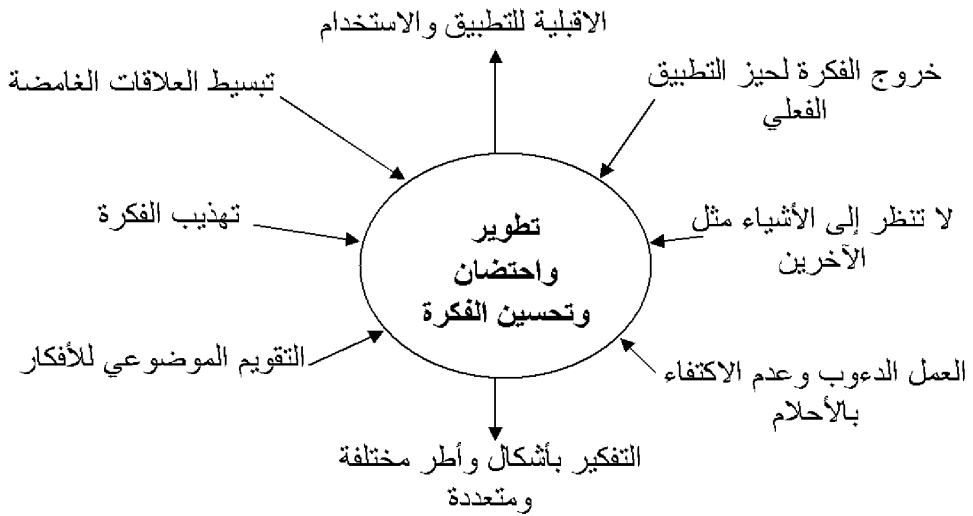 الاقبلية للتطبيق والاستخدام
خروج الفكرة لحيز التطبيق
الفعلي
تبسيط العلاقات الغامضة
لا تنظر إلى الأشياء مثل
الآخرين
تهذيب الفكرة
تطوير
واحتضان
وتحسين الفكرة
العمل الدءوب وعدم الاكتفاء
بالأحلام
التقويم الموضوعي للأفكار
التفكير بأشكال وأطر مختلفة
ومتعددة